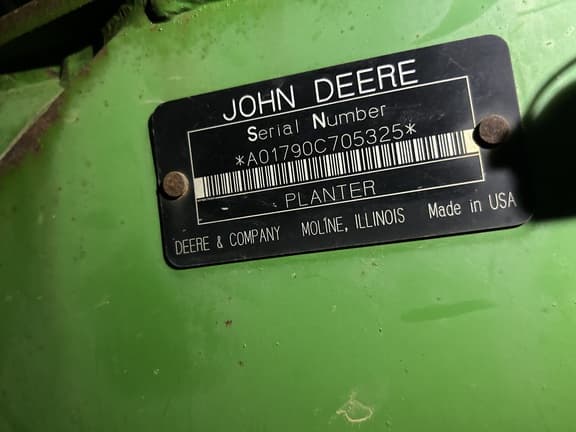 JOHN DEERE
Serial Number
*A01790C705325*
PLANTER
DEERE & COMPANY MOLINE, ILLINOIS Made in USA